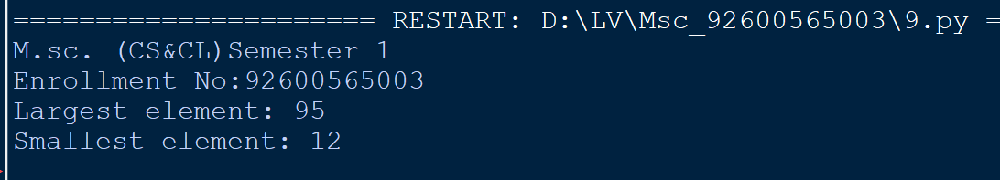 ======================= RESTART: D:\LV\Msc_92600565003\9.py =
M.sc. (CS&CL)Semester 1
Enrollment No:92600565003
Largest element: 95
Smallest element: 12